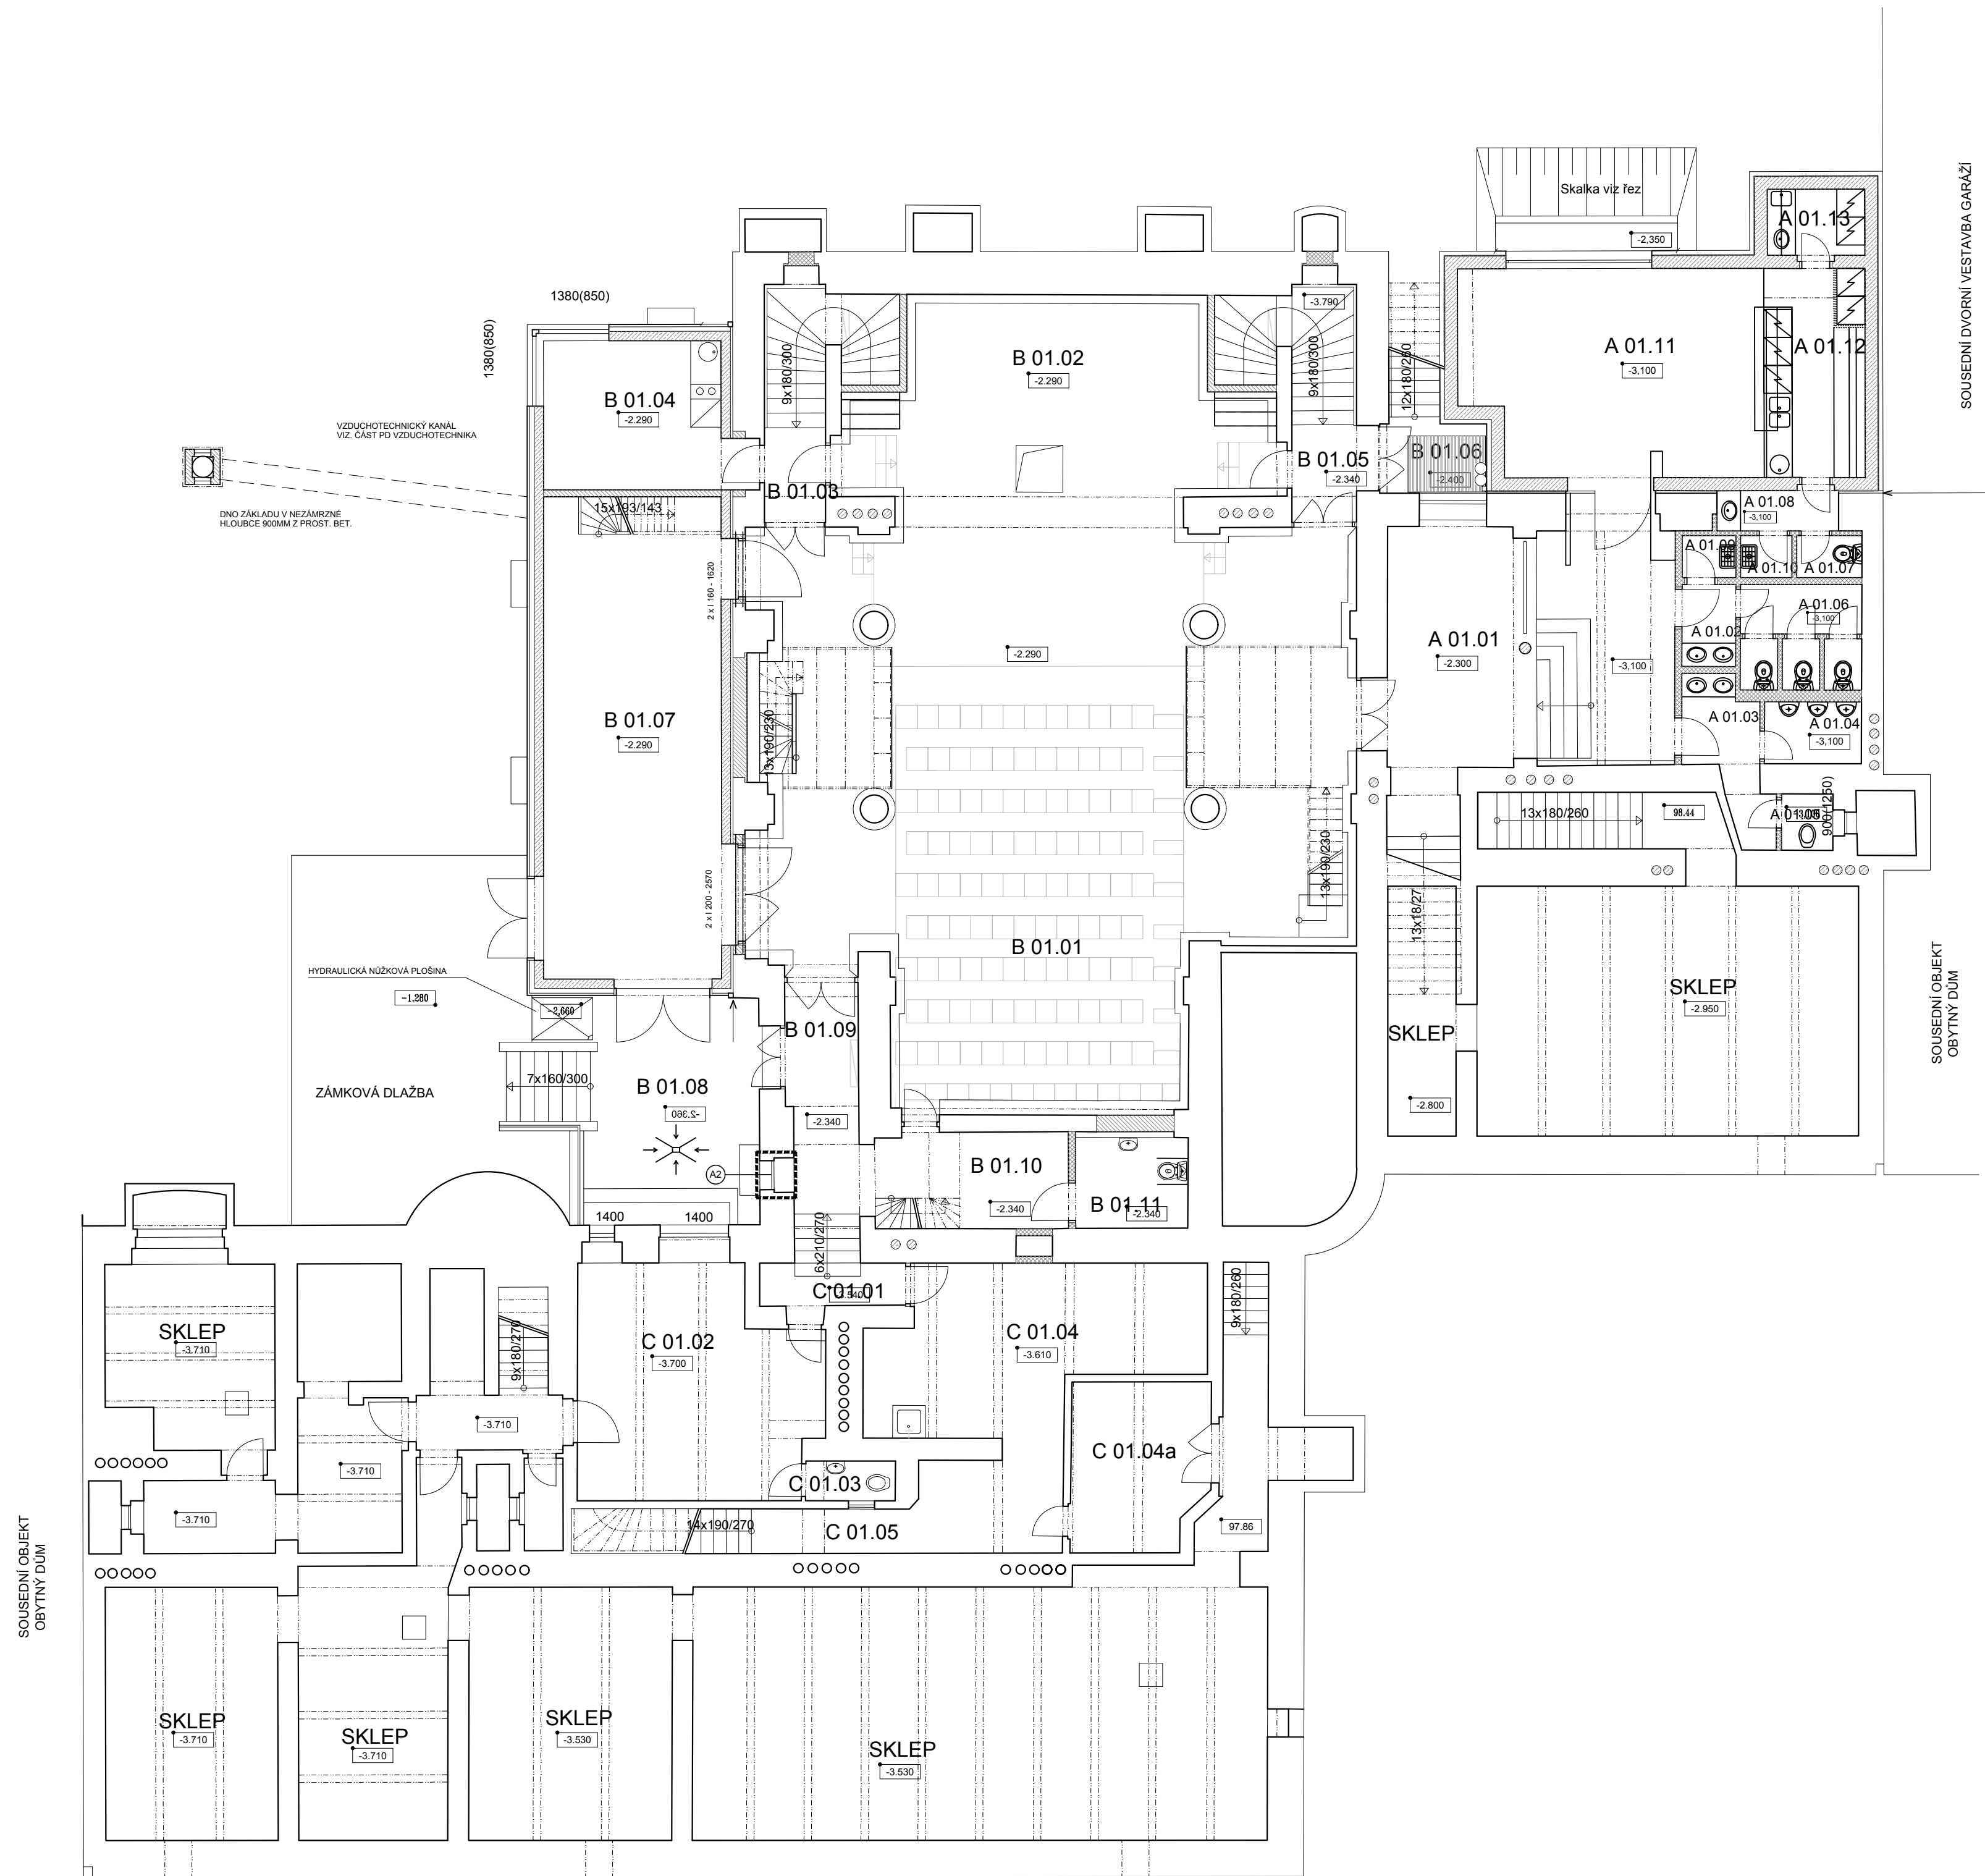 SOUSEDNÍ DVORNÍ VESTAVBA GARÁŽÍ
Skalka viz řez
-2,350
A 01.13
1380(850)
1380(850)
-3.790
9x180/300
9x180/300
12x180/260
B 01.02
-2.290
A 01.11
-3,100
A 01.12
B 01.04
-2.290
VZDUCHOTECHNICKÝ KANÁL
VIZ. ČÁST PD VZDUCHOTECHNIKA
B 01.03
B 01.05
-2.340
B 01.06
-2.400
DNO ZÁKLADU V NEZÁMRZNÉ
HLOUBCE 900MM Z PROST. BET.
15x193/143
A 01.08
-3,100
A 01.09
A 01.10
A 01.07
2 x I 160 - 1620
A 01.06
-3,100
A 01.02
A 01.01
-2.300
-3,100
-2.290
B 01.07
-2.290
13x190/230
A 01.03
A 01.04
-3,100
13x180/260
98.44
A 01.05
900/1250)
13x190/230
2 x I 200 - 2570
13x18/27
B 01.01
HYDRAULICKÁ NŮŽKOVÁ PLOŠINA
-1.280
-2,660
SKLEP
-2.950
SKLEP
-2.800
SOUSEDNÍ OBJEKT
OBYTNÝ DŮM
B 01.09
-2.340
7x160/300
B 01.08
-2.360
ZÁMKOVÁ DLAŽBA
A2
B 01.10
-2.340
B 01.11
-2.340
1400
1400
6x210/270
C 01.01
9x180/260
SKLEP
-3.710
9x180/270
C 01.02
-3.700
C 01.04
-3.610
-3.710
-3.710
C 01.04a
C 01.03
-3.710
14x190/270
C 01.05
97.86
SOUSEDNÍ OBJEKT
OBYTNÝ DŮM
SKLEP
-3.710
SKLEP
-3.710
SKLEP
-3.530
SKLEP
-3.530